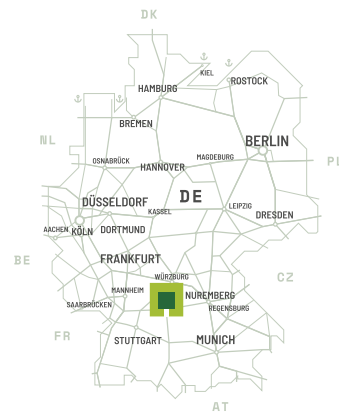 DK
KIEL
ROSTOCK
HAMBURG
BREMEN
NL
BERLIN
OSNABRÜCK
HANNOVER
MAGDEBURG
PL
DE
DÜSSELDORF
KASSEL
LEIPZIG
DRESDEN
AACHEN
KÖLN
DORTMUND
BE
FRANKFURT
CZ
WÜRZBURG
MANNHEIM
NUREMBERG
SAARBRÜCKEN
REGENSBURG
FR
STUTTGART
MUNICH
AT